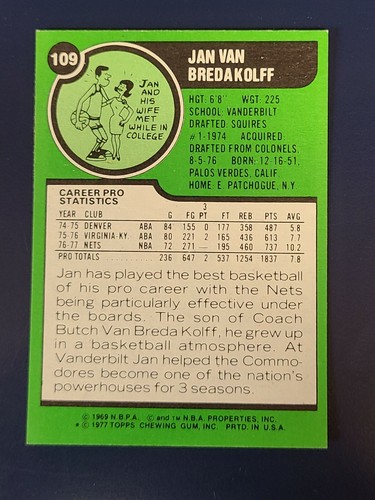 109
JAN VAN
BREDA KOLFF
JAN
AND
HIS
WIFE
MET
WHILE IN
COLLEGE
HGT: 6'8" WGT: 225
SCHOOL: VANDERBILT
DRAFTED: SQUIRES
#1-1974 ACQUIRED:
DRAFTED FROM COLONELS,
8-5-76 BORN: 12-16-51,
PALOS VERDES, CALIF.
HOME: E. PATCHOGUE, N.Y.
CAREER PRO
STATISTICS
YEAR CLUB G FG 3 PT FT REB PTS AVG
74-75 DENVER ABA 84 155 0 177 358 487 5.8
75-76 VIRGINIA-KY ABA 80 221 2 165 436 613 7.7
76-77 NETS NBA 72 271 — 195 460 737 10.2
PRO TOTALS 236 647 2 537 1254 1837 7.8
Jan has played the best basketball
of his pro career with the Nets
being particularly effective under
the boards. The son of Coach
Butch Van Breda Kolff, he grew up
in a basketball atmosphere. At
Vanderbilt Jan helped the Commo-
dores become one of the nation's
powerhouses for 3 seasons.
© 1969 N.B.P.A. © and TM N.B.A. PROPERTIES, INC.
* © 1977 TOPPS CHEWING GUM, INC. PRTD. IN U.S.A.